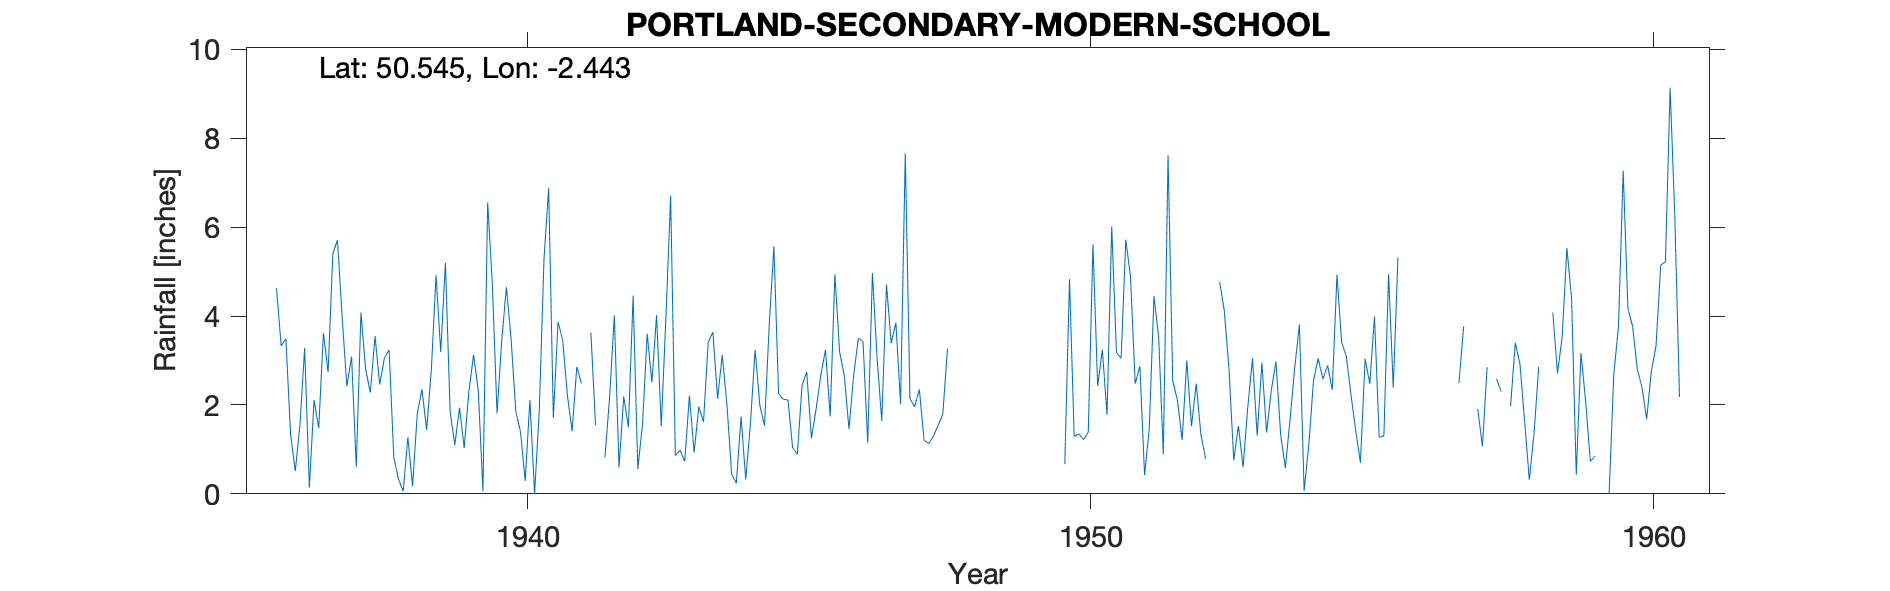 PORTLAND-SECONDARY-MODERN-SCHOOL
Lat: 50.545, Lon: -2.443
Rainfall [inches]
10
8
6
4
2
0
1940 1950 1960
Year